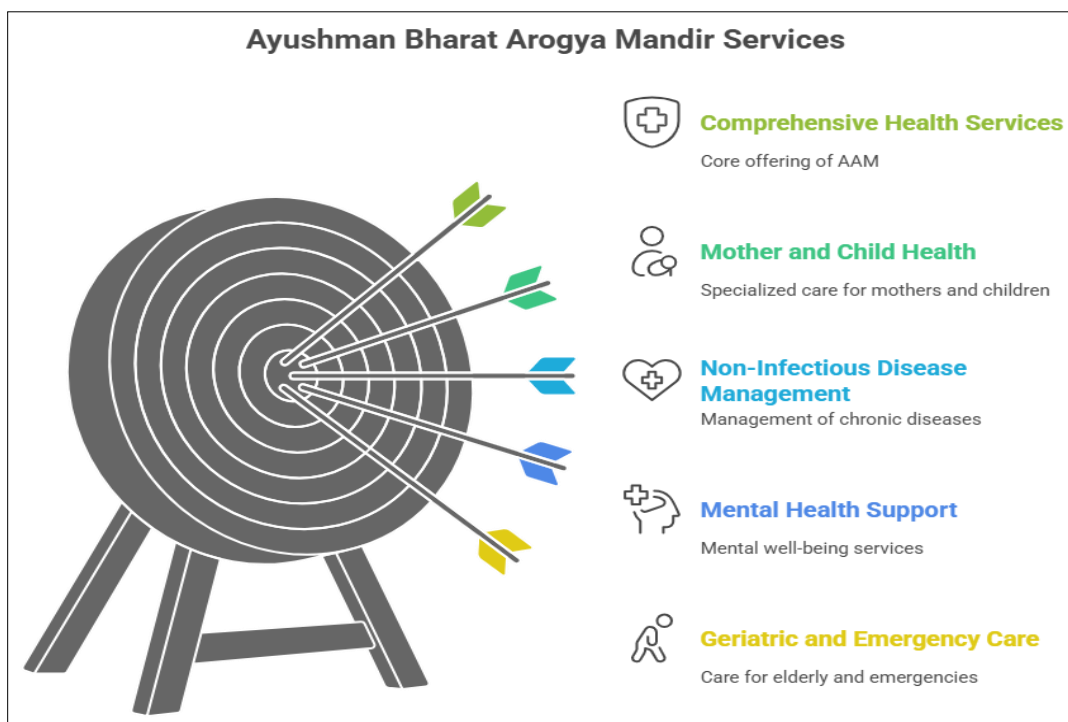 Ayushman Bharat Arogya Mandir Services
Comprehensive Health Services
Core offering of AAM
Mother and Child Health
Specialized care for mothers and children
Non-Infectious Disease
Management
Management of chronic diseases
Mental Health Support
Mental well-being services
Geriatric and Emergency Care
Care for elderly and emergencies